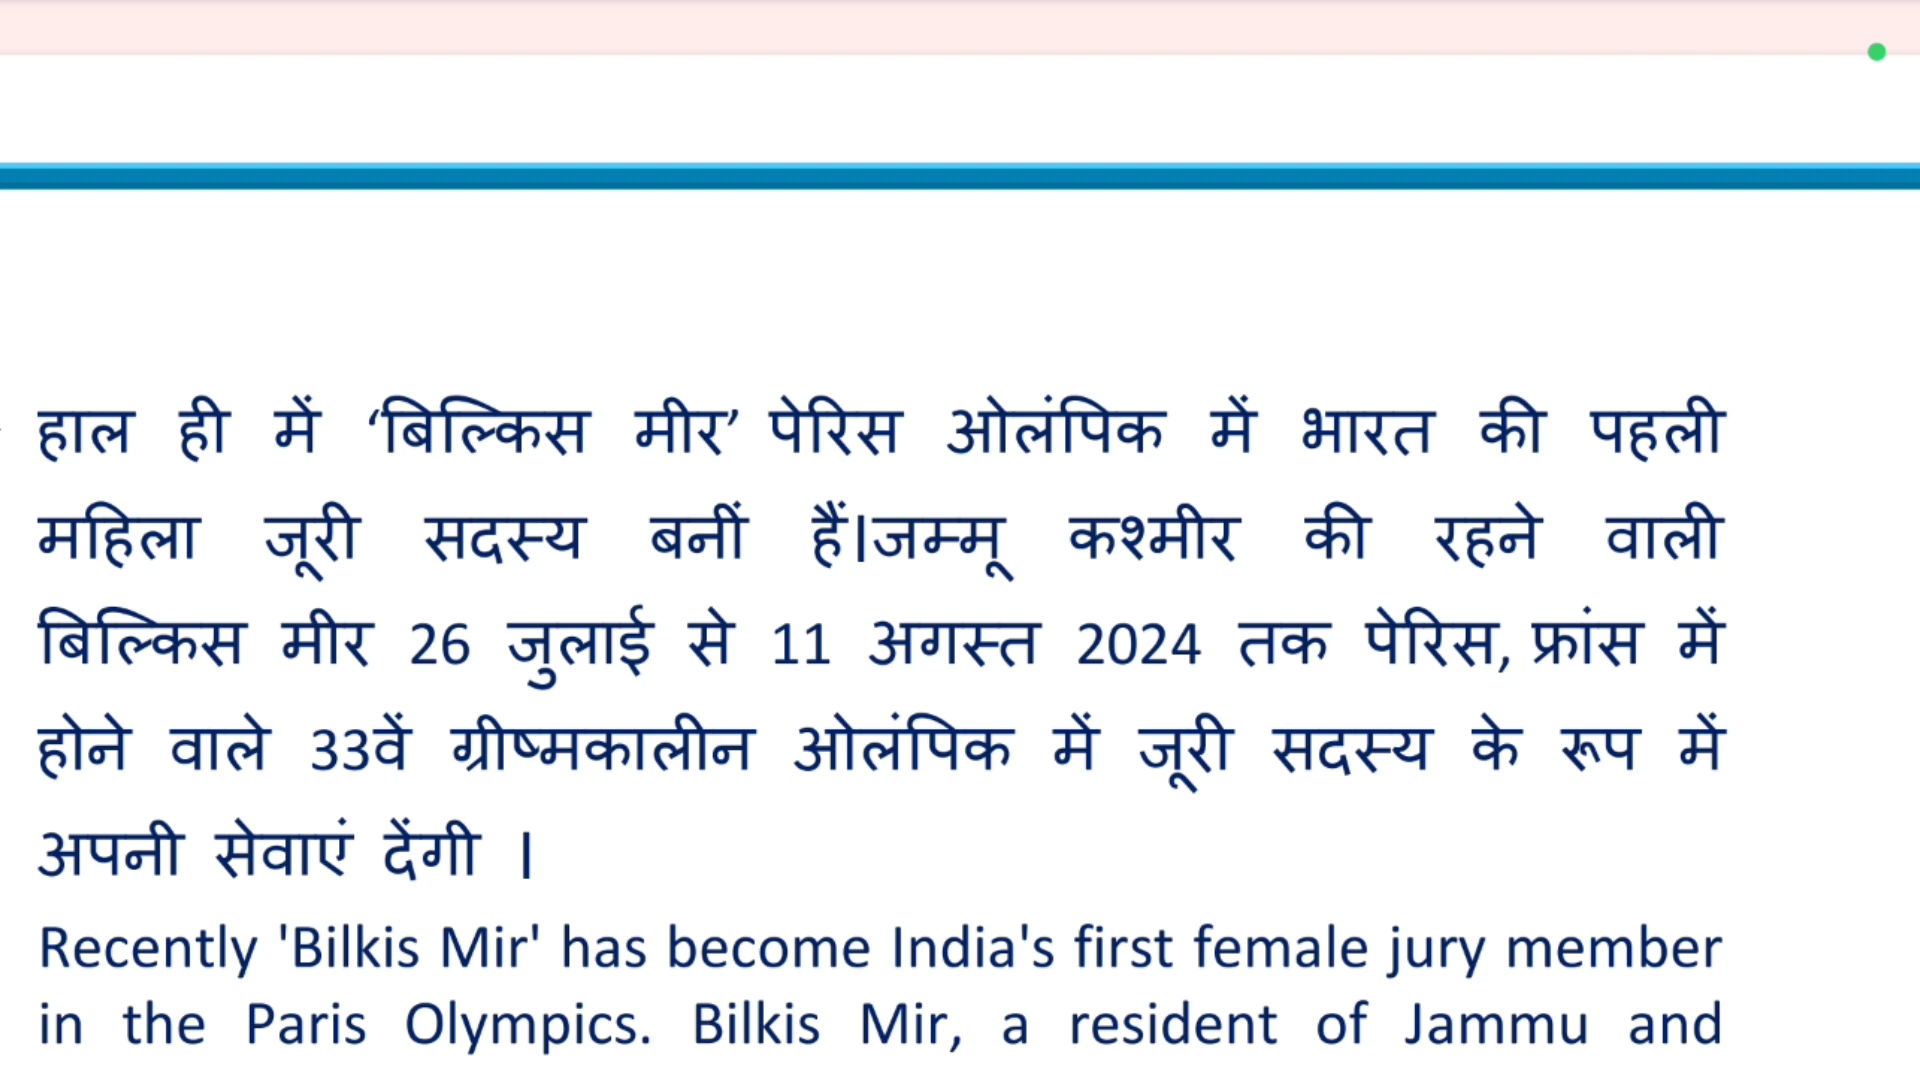 हाल ही में ‘बिल्किस मीर’ पेरिस ओलंपिक में भारत की पहली
महिला जूरी सदस्य बनीं हैं।जम्मू कश्मीर की रहने वाली
बिल्किस मीर 26 जुलाई से 11 अगस्त 2024 तक पेरिस, फ्रांस में
होने वाले 33वें ग्रीष्मकालीन ओलंपिक में जूरी सदस्य के रूप में
अपनी सेवाएं देंगी ।
Recently 'Bilkis Mir' has become India's first female jury member
in the Paris Olympics. Bilkis Mir, a resident of Jammu and